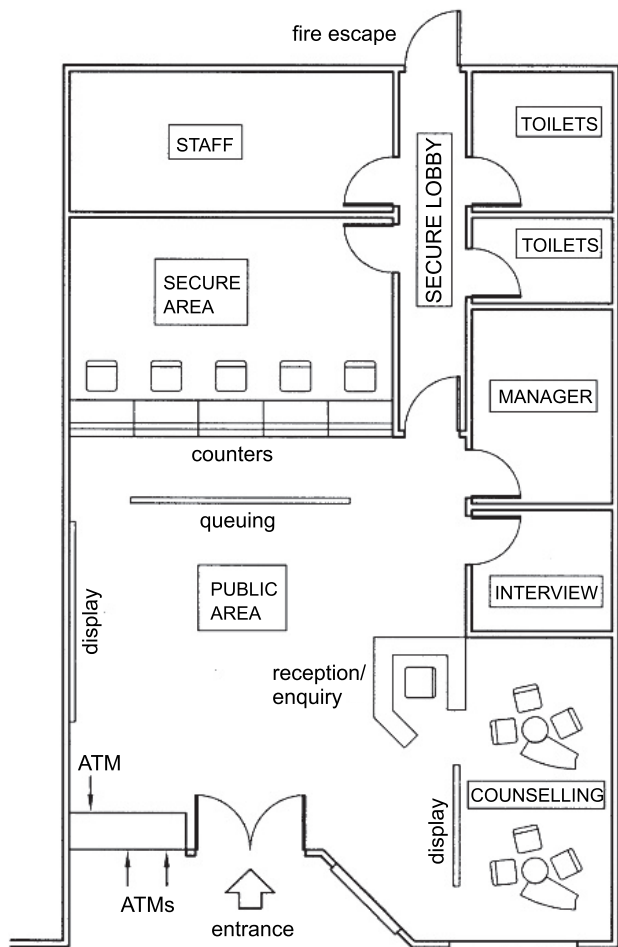 fire escape
STAFF
TOILETS
SECURE LOBBY
TOILETS
SECURE
AREA
MANAGER
counters
queuing
PUBLIC
AREA
INTERVIEW
display
reception/
enquiry
ATM
COUNSELLING
display
ATMs
entrance